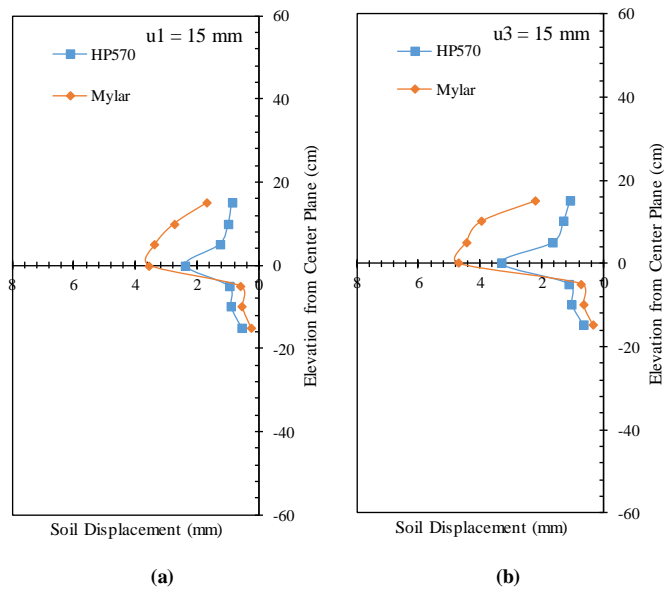 u1 = 15 mm
HP570
Mylar
60
40
20
0
-20
-40
-60
8
6
4
2
0
Elevation from Center Plane (cm)
Soil Displacement (mm)
(a)
u3 = 15 mm
HP570
Mylar
60
40
20
0
-20
-40
-60
8
6
4
2
0
Elevation from Center Plane (cm)
Soil Displacement (mm)
(b)